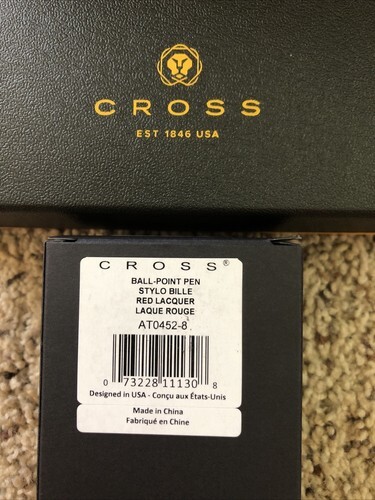 CROSS
EST 1846 USA
CROSS®
BALL-POINT PEN
STYLO BILLE
RED LACQUER
LAQUE ROUGE
AT0452-8
0 73228 11130 8
Designed in USA - Conçu aux États-Unis
Made in China
Fabriqué en Chine